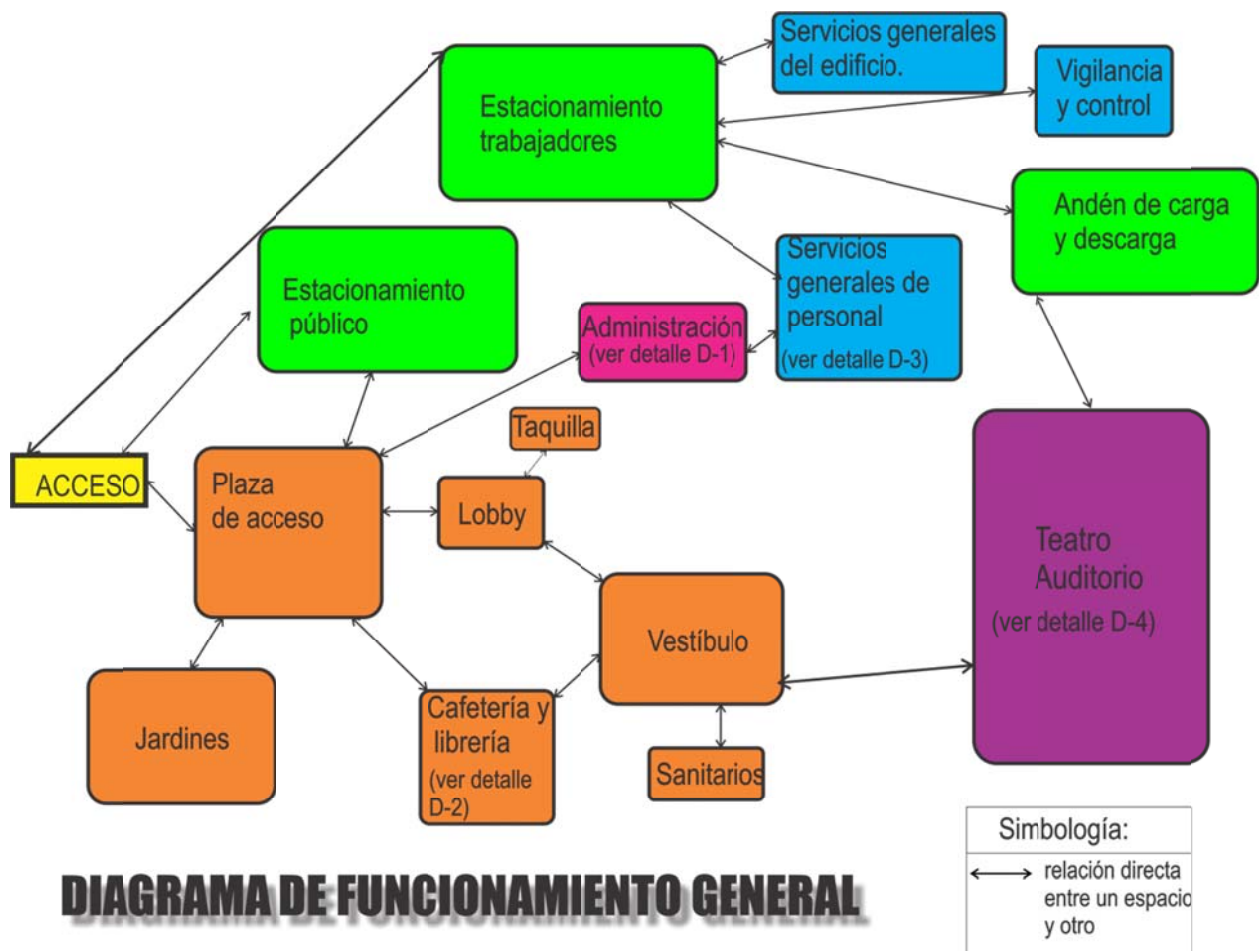 Servicios generales
del edificio.
Vigilancia
y control
Estacionamiento
trabajadores
Andén de carga
y descarga
Servicios
generales de
personal
(ver detalle D-3)
Estacionamiento
público
Administración
(ver detalle D-1)
Taquilla
ACCESO
Plaza
de acceso
Lobby
Teatro
Auditorio
(ver detalle D-4)
Vestíbulo
Jardines
Cafetería y
librería
(ver detalle
D-2)
Sanitarios
Simbología:
relación directa
entre un espacio
y otro
DIAGRAMA DE FUNCIONAMIENTO GENERAL